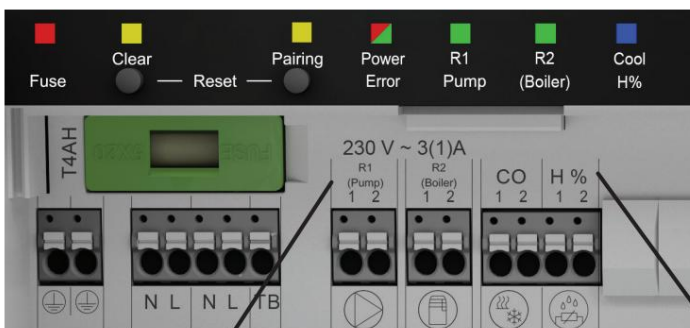 Clear Pairing Power R1 R2 Cool
Fuse Reset Error Pump (Boiler) H%
T4AH
230 V ~ 3(1)A
R1 R2
(Pump) (Boiler) CO H %
1 2 1 2 1 2 1 2
N L N L TB